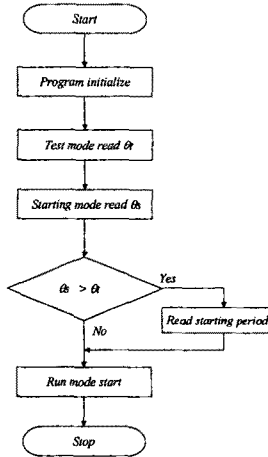 Start
Program initialize
Test mode read θt
Starting mode read θs
θs > θt
Yes
Read starting period
No
Run mode start
Stop